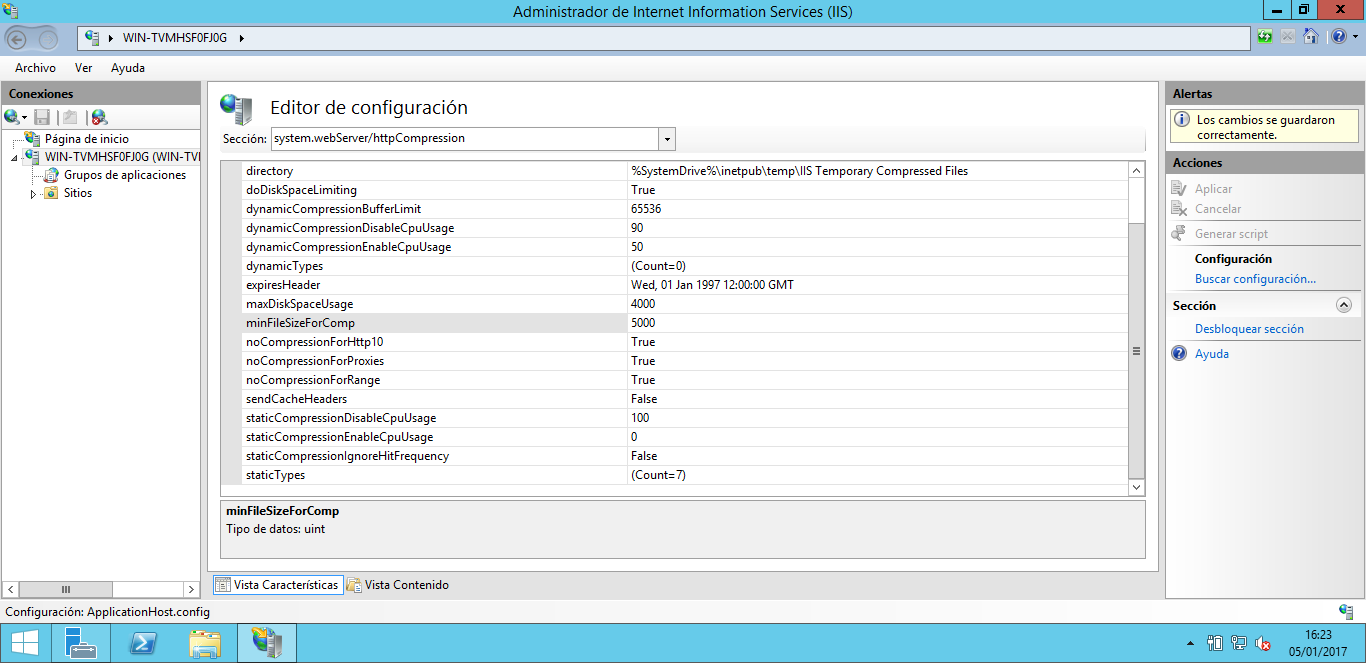 Administrador de Internet Information Services (IIS)
WIN-TVMHSF0FJ0G
Archivo Ver Ayuda
Conexiones
Página de inicio
WIN-TVMHSF0FJ0G (WIN-TVI
Grupos de aplicaciones
Sitios
Editor de configuración
Sección: system.webServer/httpCompression
directory %SystemDrive%\inetpub\temp\IIS Temporary Compressed Files
doDiskSpaceLimiting True
dynamicCompressionBufferLimit 65536
dynamicCompressionDisableCpuUsage 90
dynamicCompressionEnableCpuUsage 50
dynamicTypes (Count=0)
expiresHeader Wed, 01 Jan 1997 12:00:00 GMT
maxDiskSpaceUsage 4000
minFileSizeForComp 5000
noCompressionForHttp10 True
noCompressionForProxies True
noCompressionForRange True
sendCacheHeaders False
staticCompressionDisableCpuUsage 100
staticCompressionEnableCpuUsage 0
staticCompressionIgnoreHitFrequency False
staticTypes (Count=7)
minFileSizeForComp
Tipo de datos: uint
Vista Características Vista Contenido
Alertas
Los cambios se guardaron
correctamente.
Acciones
Aplicar
Cancelar
Generar script
Configuración
Buscar configuración...
Sección
Desbloquear sección
Ayuda
Configuración: ApplicationHost.config
16:23
05/01/2017